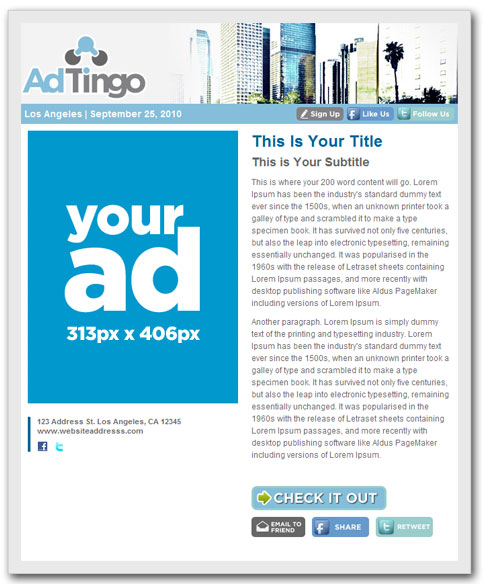 AdTingo
Los Angeles | September 25, 2010
Sign Up
Like Us
Follow Us
your
ad
313px x 406px
123 Address St. Los Angeles, CA 12345
www.websiteaddresss.com
This Is Your Title
This is Your Subtitle
This is where your 200 word content will go. Lorem
Ipsum has been the industry's standard dummy text
ever since the 1500s, when an unknown printer took a
galley of type and scrambled it to make a type
specimen book. It has survived not only five centuries,
but also the leap into electronic typesetting, remaining
essentially unchanged. It was popularised in the
1960s with the release of Letraset sheets containing
Lorem Ipsum passages, and more recently with
desktop publishing software like Aldus PageMaker
including versions of Lorem Ipsum.
Another paragraph. Lorem Ipsum is simply dummy
text of the printing and typesetting industry. Lorem
Ipsum has been the industry's standard dummy text
ever since the 1500s, when an unknown printer took a
galley of type and scrambled it to make a type
specimen book. It has survived not only five centuries,
but also the leap into electronic typesetting, remaining
essentially unchanged. It was popularised in the
1960s with the release of Letraset sheets containing
Lorem Ipsum passages, and more recently with
desktop publishing software like Aldus PageMaker
including versions of Lorem Ipsum.
CHECK IT OUT
EMAIL TO
FRIEND
SHARE
RETWEET